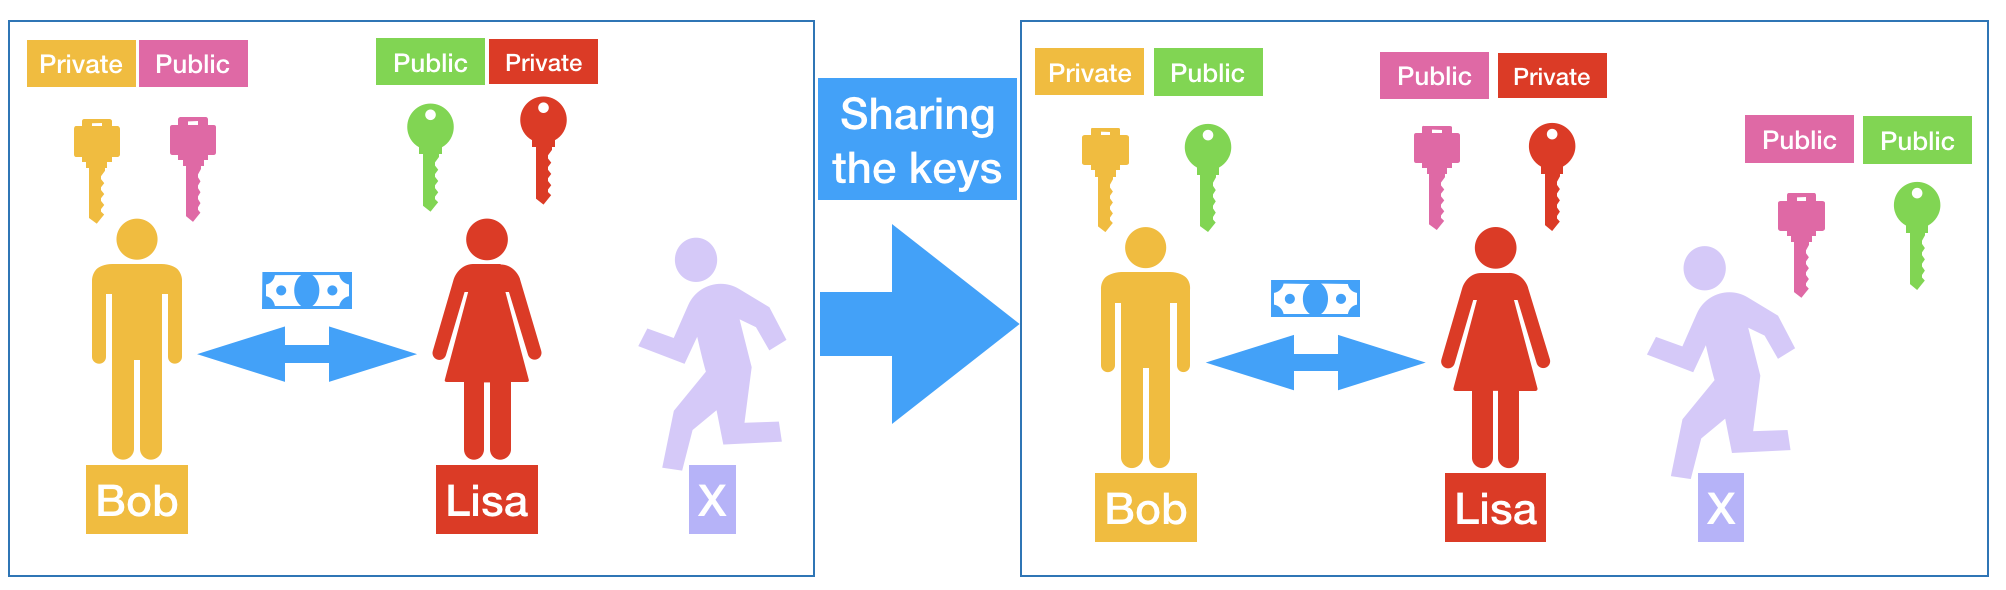 Private Public
Public Private
Bob
Lisa
X
Sharing
the keys
Private Public
Public Private
Public Public
Bob
Lisa
X